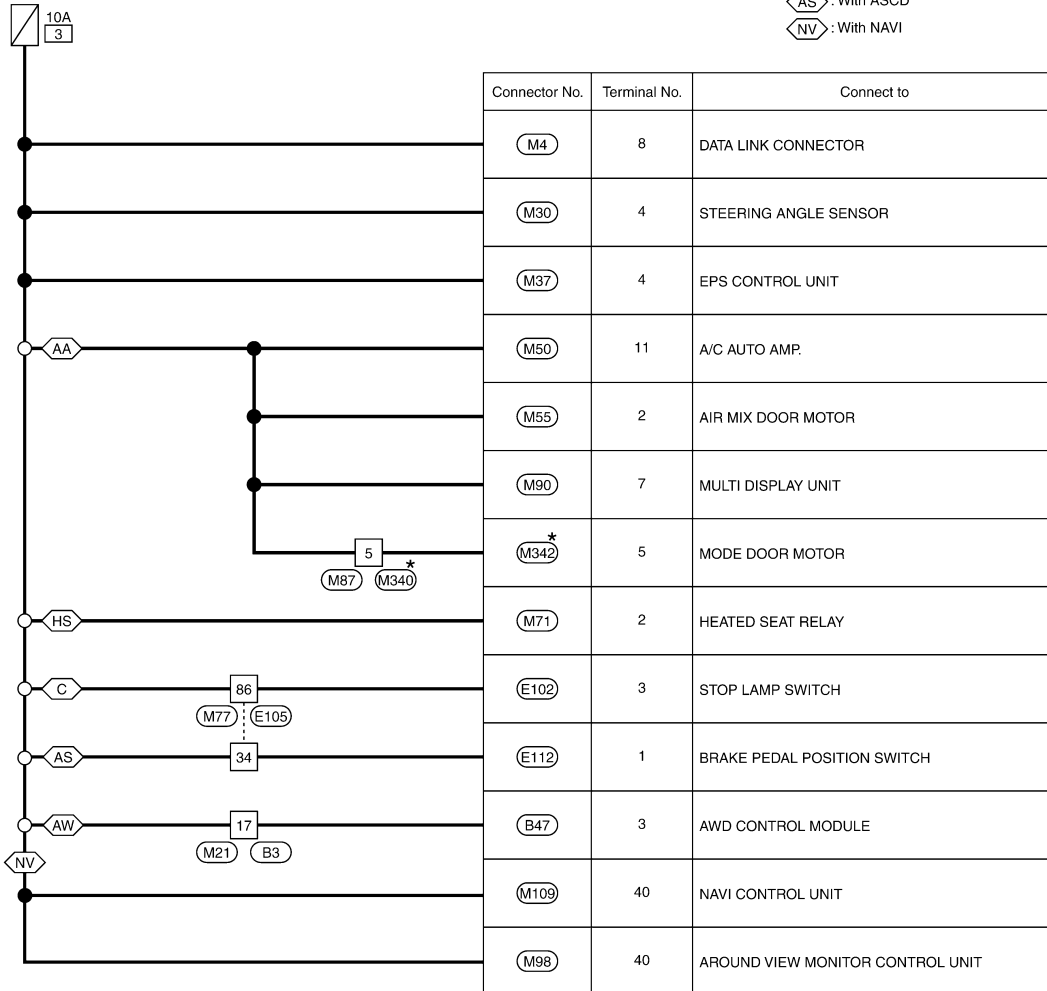 10A
3
AS : With ASCD
NV : With NAVI
Connector No. Terminal No. Connect to
M4 8 DATA LINK CONNECTOR
M30 4 STEERING ANGLE SENSOR
M37 4 EPS CONTROL UNIT
AA M50 11 A/C AUTO AMP.
M55 2 AIR MIX DOOR MOTOR
M90 7 MULTI DISPLAY UNIT
5 M342* 5 MODE DOOR MOTOR
M87 M340*
HS M71 2 HEATED SEAT RELAY
C 86 E102 3 STOP LAMP SWITCH
M77 E105
AS 34 E112 1 BRAKE PEDAL POSITION SWITCH
AW 17 B47 3 AWD CONTROL MODULE
M21 B3
NV
M109 40 NAVI CONTROL UNIT
M98 40 AROUND VIEW MONITOR CONTROL UNIT